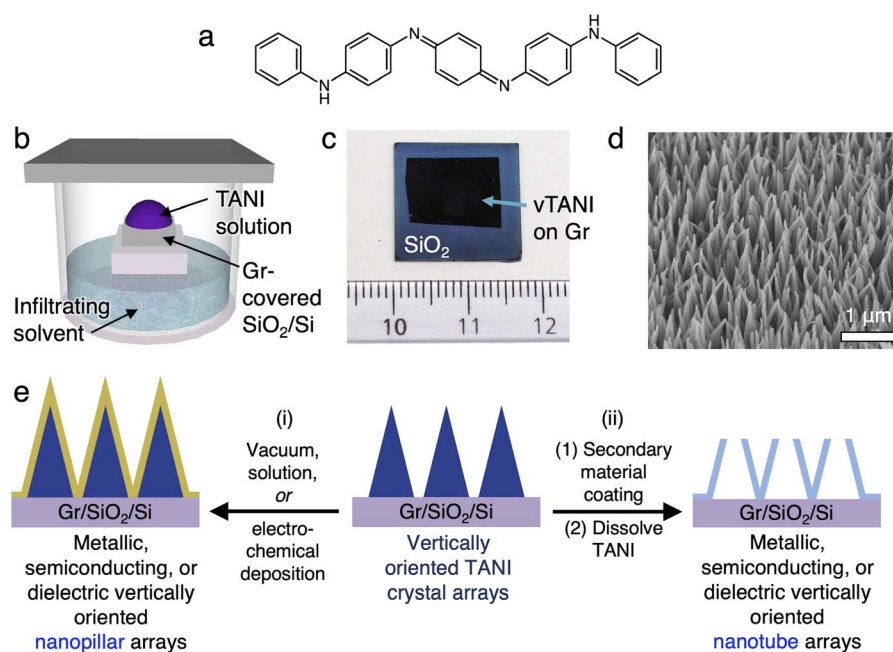 a
N
N
H
N
H
N
b
TANI
solution
Gr-
covered
SiO₂/Si
Infiltrating
solvent
c
SiO₂
vTANI
on Gr
10 11 12
d
1 μm
e
(i)
Vacuum,
solution,
or
electro-
chemical
deposition
Gr/SiO₂/Si
Metallic,
semiconducting, or
dielectric vertically
oriented
nanopillar arrays
Gr/SiO₂/Si
Vertically
oriented TANI
crystal arrays
(ii)
(1) Secondary
material
coating
(2) Dissolve
TANI
Gr/SiO₂/Si
Metallic,
semiconducting, or
dielectric vertically
oriented
nanotube arrays